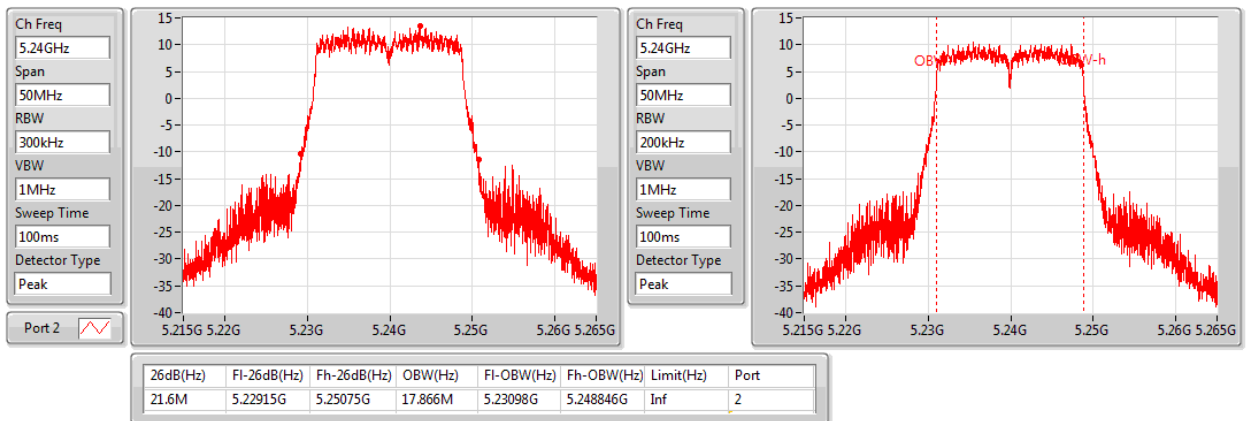 Ch Freq
5.24GHz
Span
50MHz
RBW
300kHz
VBW
1MHz
Sweep Time
100ms
Detector Type
Peak
Port 2
15
10
5
0
-5
-10
-15
-20
-25
-30
-35
-40
5.215G 5.22G 5.23G 5.24G 5.25G 5.26G 5.265G
Ch Freq
5.24GHz
Span
50MHz
RBW
200kHz
VBW
1MHz
Sweep Time
100ms
Detector Type
Peak
15
10
5
0
-5
-10
-15
-20
-25
-30
-35
-40
5.215G 5.22G 5.23G 5.24G 5.25G 5.26G 5.265G
26dB(Hz) Fl-26dB(Hz) Fh-26dB(Hz) OBW(Hz) Fl-OBW(Hz) Fh-OBW(Hz) Limit(Hz) Port
21.6M 5.22915G 5.25075G 17.866M 5.23098G 5.248846G Inf 2